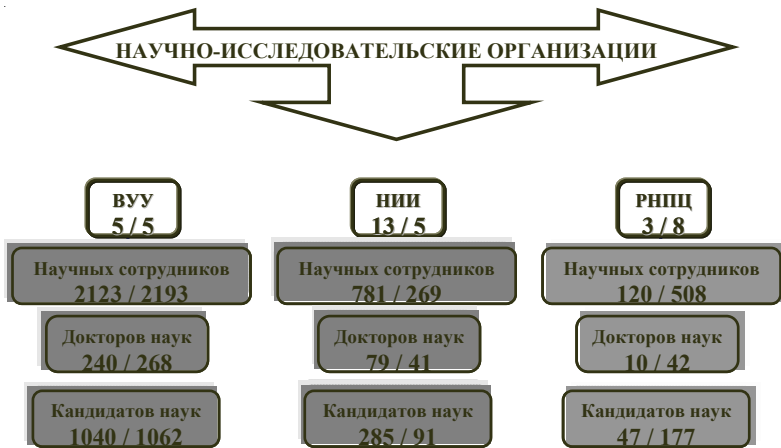 НАУЧНО-ИССЛЕДОВАТЕЛЬСКИЕ ОРГАНИЗАЦИИ
ВУУ
5 / 5
Научных сотрудников
2123 / 2193
Докторов наук
240 / 268
Кандидатов наук
1040 / 1062
НИИ
13 / 5
Научных сотрудников
781 / 269
Докторов наук
79 / 41
Кандидатов наук
285 / 91
РНПЦ
3 / 8
Научных сотрудников
120 / 508
Докторов наук
10 / 42
Кандидатов наук
47 / 177